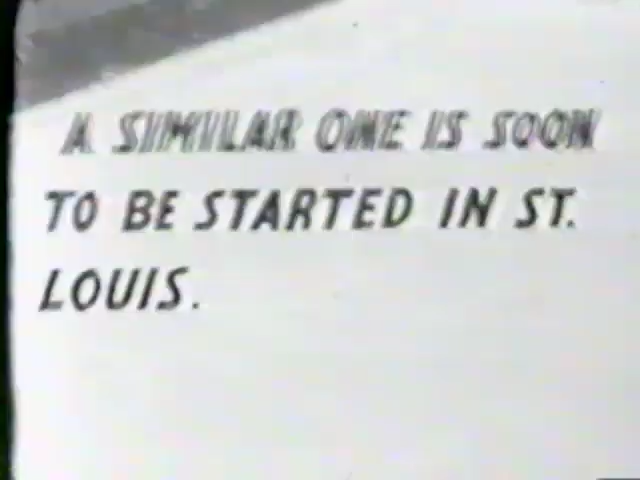 A SIMILAR ONE IS SOON
TO BE STARTED IN ST.
LOUIS.